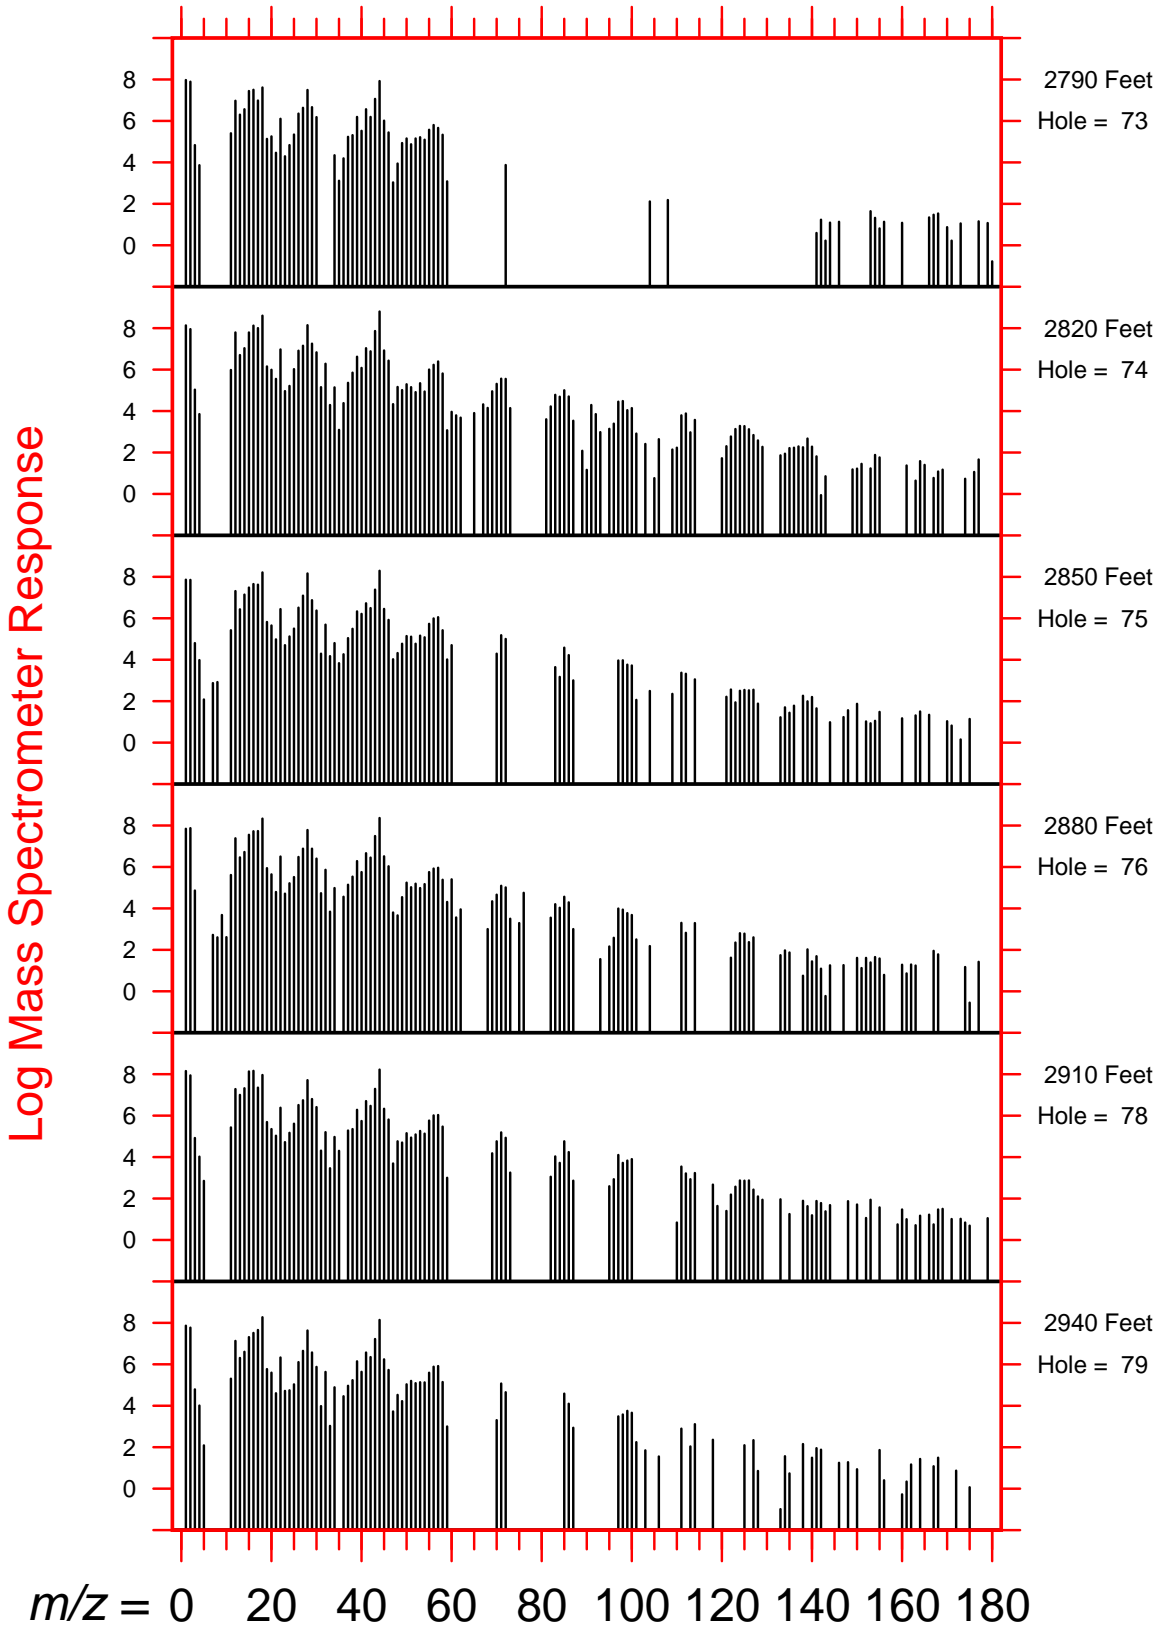 Log Mass Spectrometer Response
8
6
4
2
0
2790 Feet
Hole = 73
8
6
4
2
0
2820 Feet
Hole = 74
8
6
4
2
0
2850 Feet
Hole = 75
8
6
4
2
0
2880 Feet
Hole = 76
8
6
4
2
0
2910 Feet
Hole = 78
8
6
4
2
0
2940 Feet
Hole = 79
m/z = 0 20 40 60 80 100 120 140 160 180